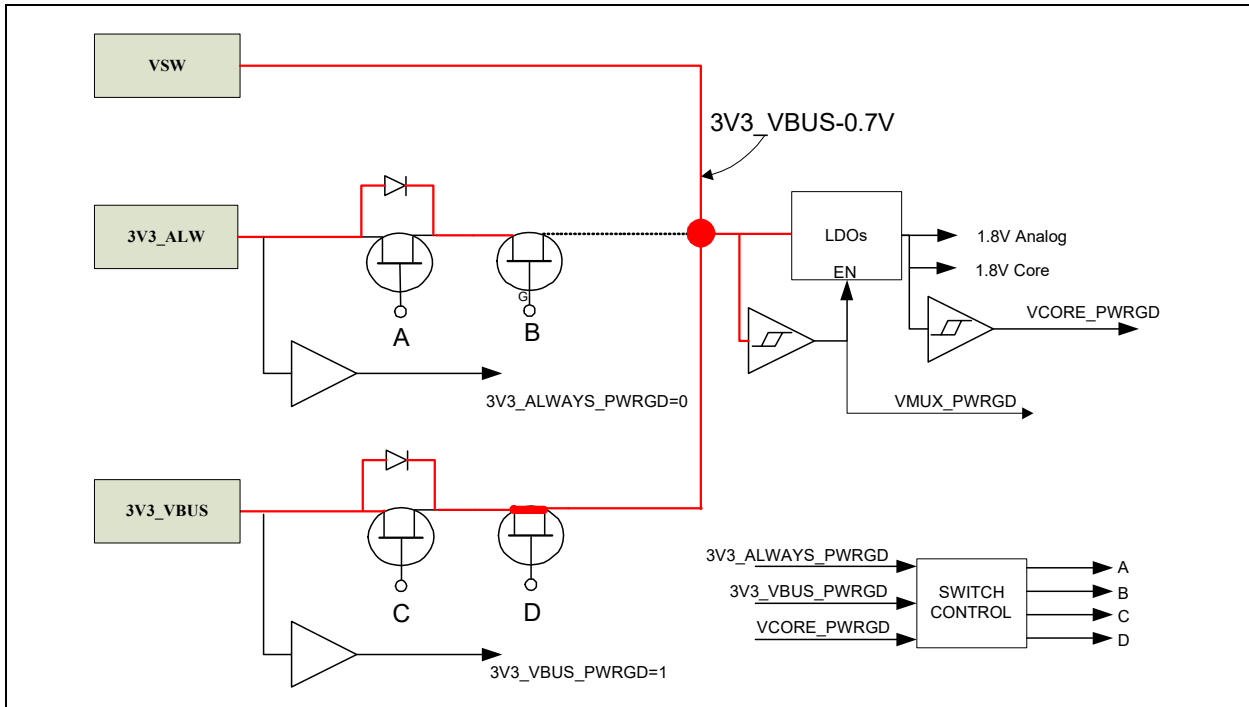 VSW
3V3_VBUS-0.7V
3V3_ALW
LDOs
EN
1.8V Analog
1.8V Core
G
A
B
VCORE_PWRGD
3V3_ALWAYS_PWRGD=0
VMUX_PWRGD
3V3_VBUS
C
D
3V3_VBUS_PWRGD=1
3V3_ALWAYS_PWRGD
3V3_VBUS_PWRGD
VCORE_PWRGD
SWITCH
CONTROL
A
B
C
D